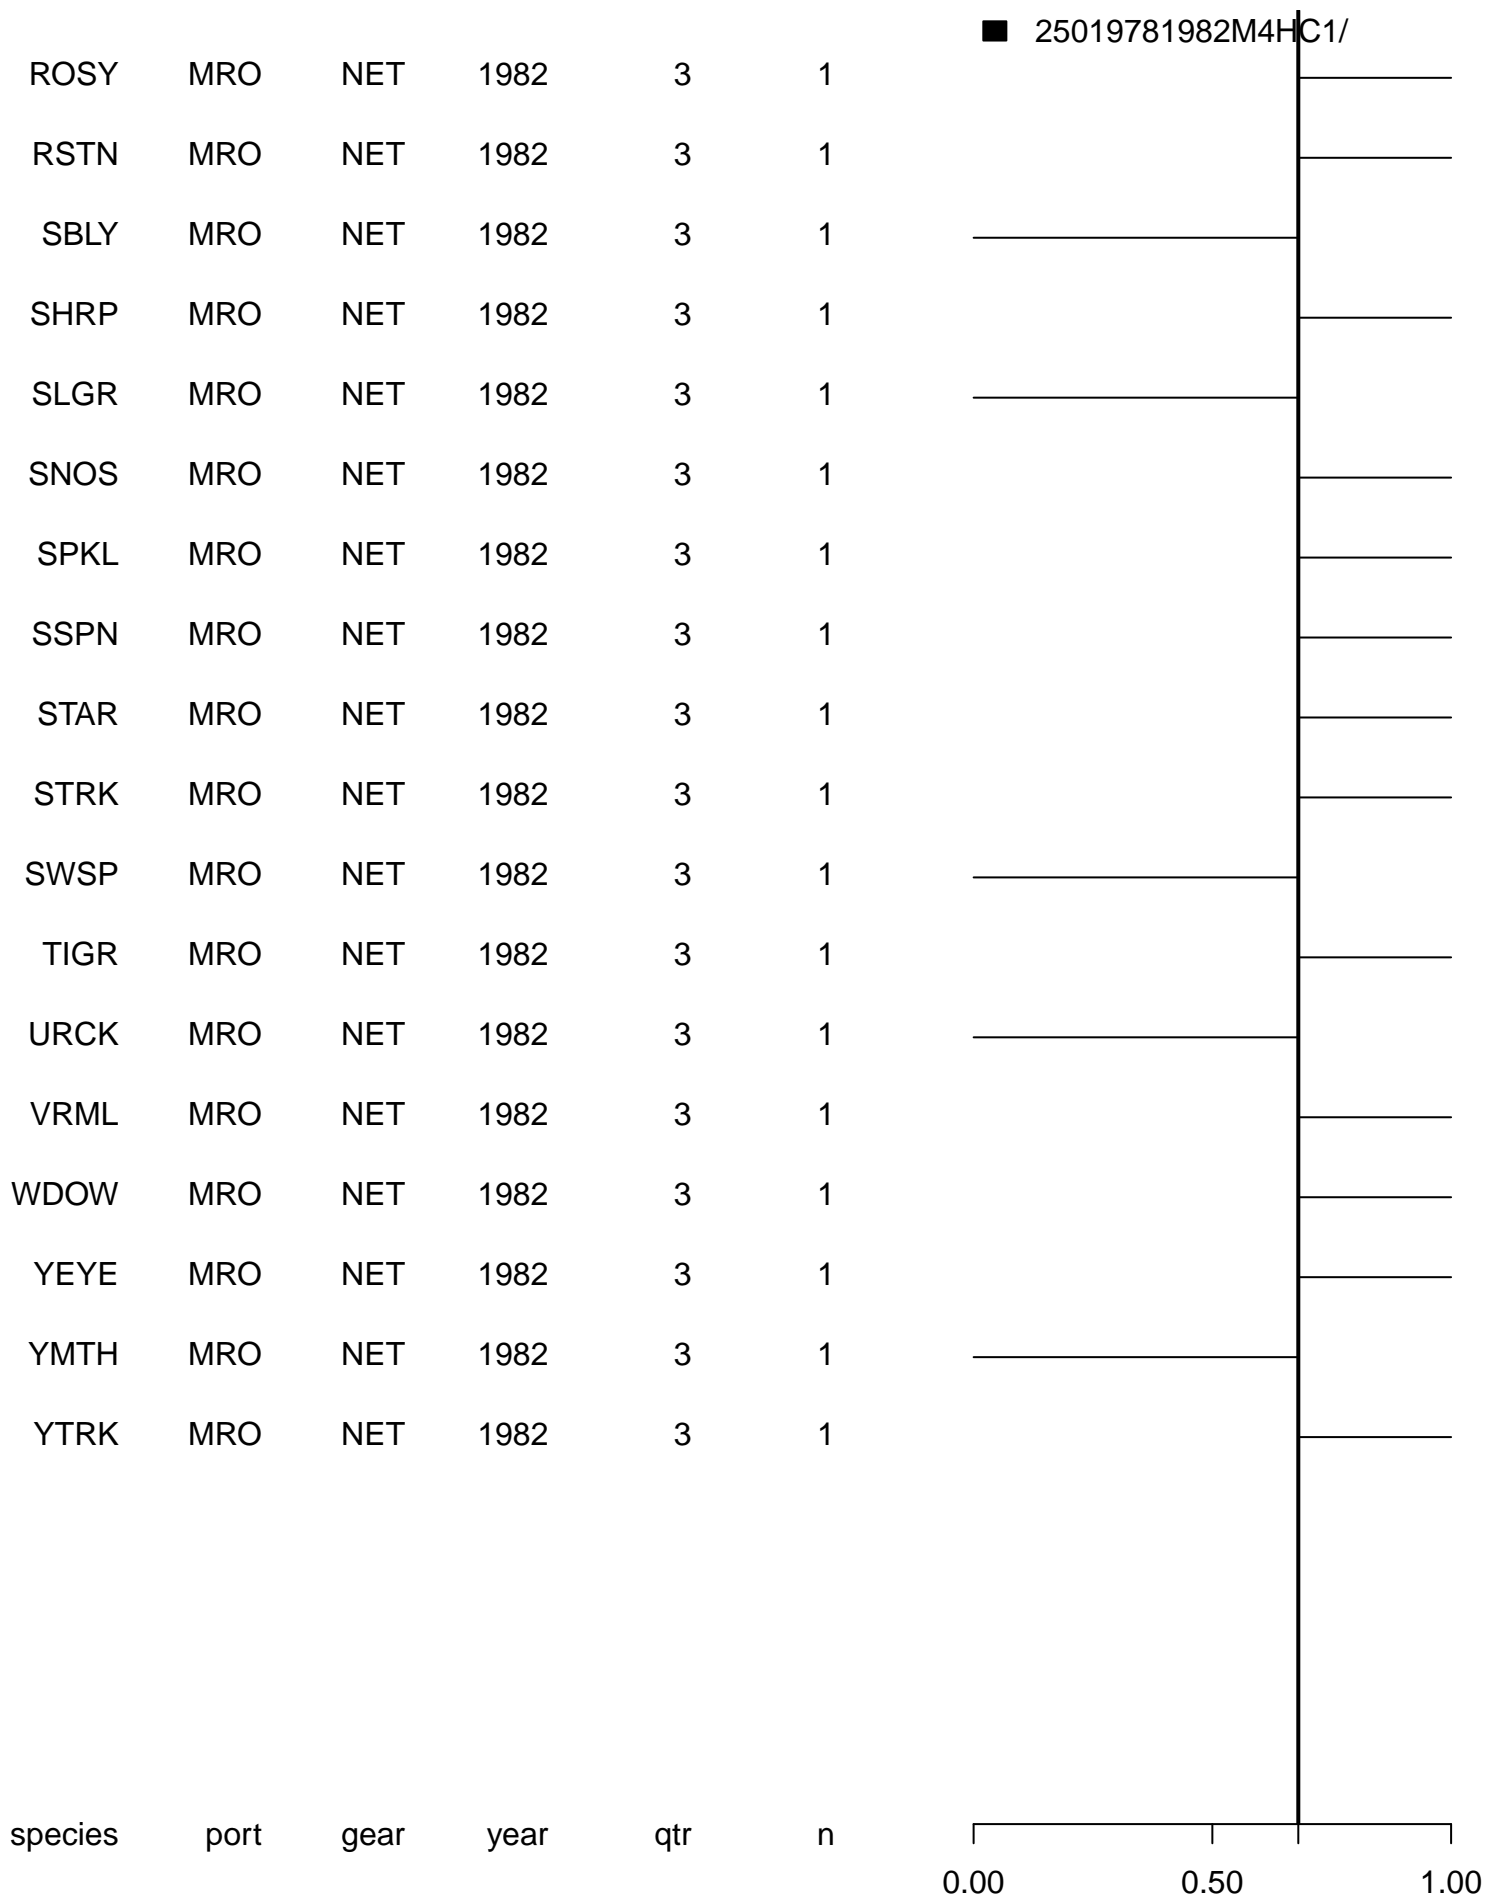 25019781982M4HC1/
ROSY MRO NET 1982 3 1
RSTN MRO NET 1982 3 1
SBLY MRO NET 1982 3 1
SHRP MRO NET 1982 3 1
SLGR MRO NET 1982 3 1
SNOS MRO NET 1982 3 1
SPKL MRO NET 1982 3 1
SSPN MRO NET 1982 3 1
STAR MRO NET 1982 3 1
STRK MRO NET 1982 3 1
SWSP MRO NET 1982 3 1
TIGR MRO NET 1982 3 1
URCK MRO NET 1982 3 1
VRML MRO NET 1982 3 1
WDOW MRO NET 1982 3 1
YEYE MRO NET 1982 3 1
YMTH MRO NET 1982 3 1
YTRK MRO NET 1982 3 1
species port gear year qtr n
0.00 0.50 1.00